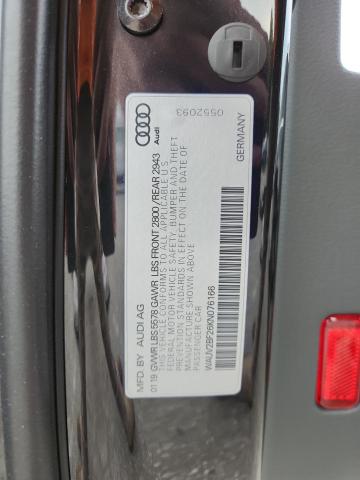 Audi
0552093
GERMANY
MFD. BY AUDI AG
01 19 GVWR LBS 5578 GAWR LBS FRONT 2800 / REAR 2943
THIS VEHICLE CONFORMS TO ALL APPLICABLE U S
FEDERAL MOTOR VEHICLE SAFETY, BUMPER AND THEFT
PREVENTION STANDARDS IN EFFECT ON THE DATE OF
MANUFACTURE SHOWN ABOVE
PASSENGER CAR
WAUV2BF26KN076166